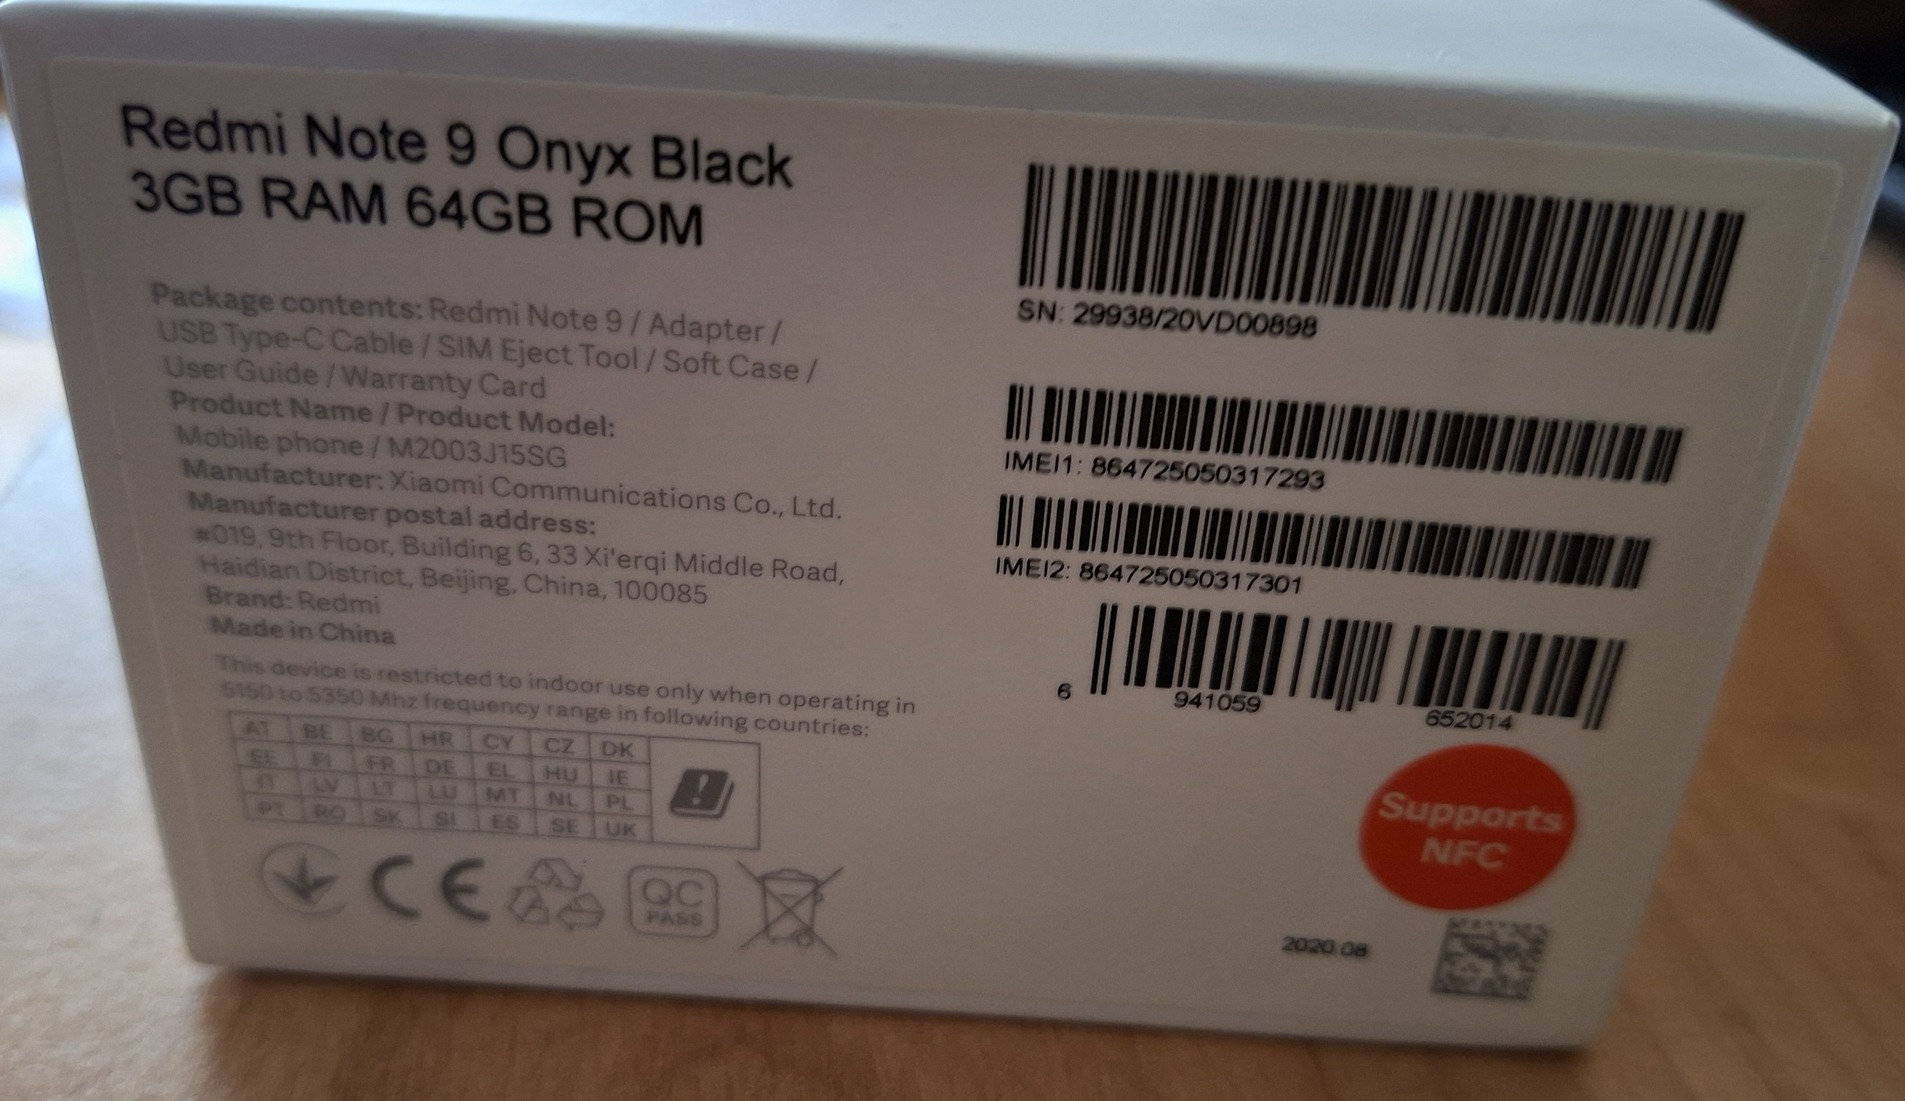 Redmi Note 9 Onyx Black
3GB RAM 64GB ROM
Package contents: Redmi Note 9 / Adapter /
USB Type-C Cable / SIM Eject Tool / Soft Case /
User Guide / Warranty Card
Product Name / Product Model:
Mobile phone / M2003J15SG
Manufacturer: Xiaomi Communications Co., Ltd.
Manufacturer postal address:
#019, 9th Floor, Building 6, 33 Xi'erqi Middle Road,
Haidian District, Beijing, China, 100085
Brand: Redmi
Made in China
This device is restricted to indoor use only when operating in
5150 to 5350 Mhz frequency range in following countries:
AT BE BG HR CY CZ DK
EE FI FR DE EL HU IE
IT LV LT LU MT NL PL
PT RO SK SI ES SE UK
CE
QC
PASS
SN: 29938/20VD00898
IMEI1: 864725050317293
IMEI2: 864725050317301
6 941059 652014
Supports
NFC
2020.08